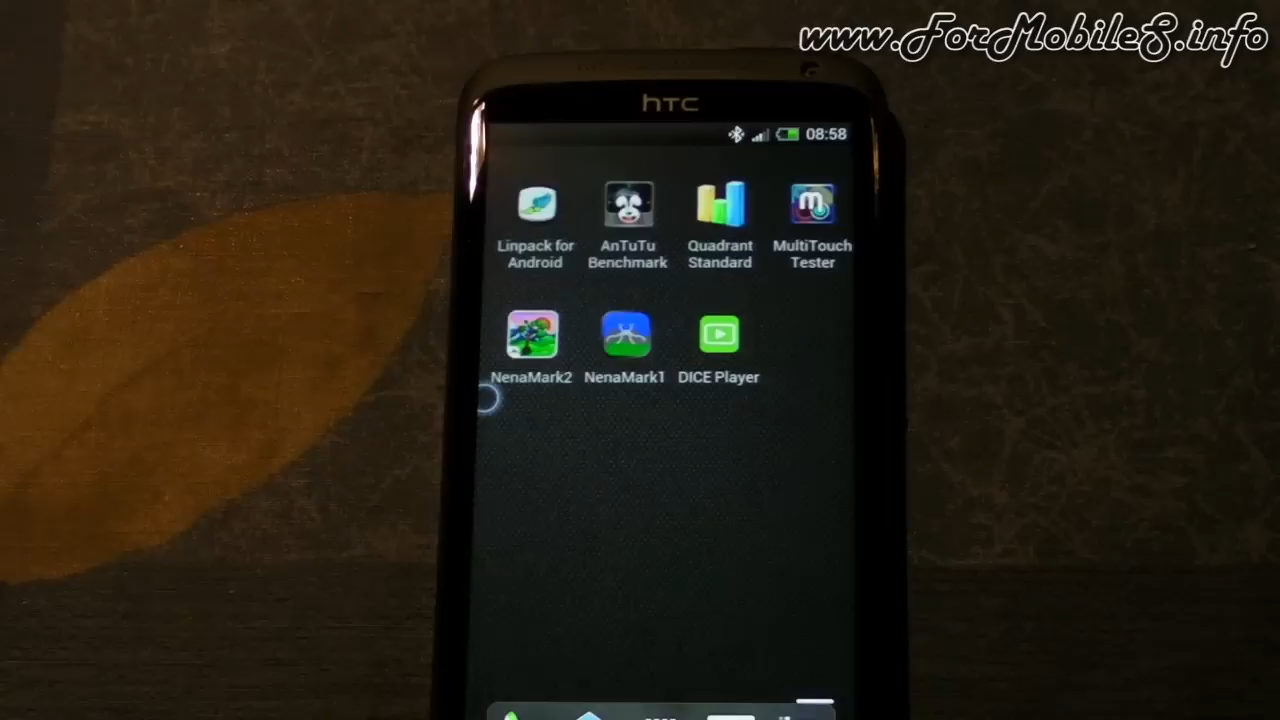 www.ForMobileS.info
hTC
08:58
Linpack for
Android
AnTuTu
Benchmark
Quadrant
Standard
MultiTouch
Tester
NenaMark2
NenaMark1
DICE Player